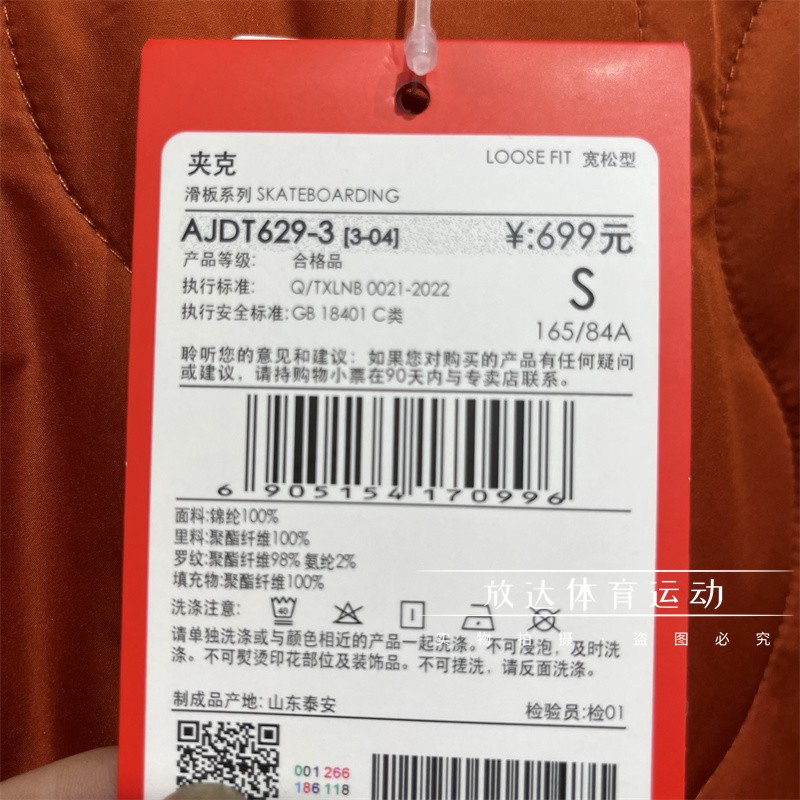 夹克
LOOSE FIT 宽松型
滑板系列 SKATEBOARDING
AJDT629-3 [3-04]
¥:699元
产品等级: 合格品
执行标准: Q/TXLNB 0021-2022
S
执行安全标准:GB 18401 C类
165/84A
聆听您的意见和建议：如果您对购买的产品有任何疑问
或建议，请持购物小票在90天内与专卖店联系。
6 905154 170996
面料:锦纶100%
里料:聚酯纤维100%
罗纹:聚酯纤维98% 氨纶2%
填充物:聚酯纤维100%
放达体育运动
洗涤注意:
40
实物拍摄 盗图必究
请单独洗涤或与颜色相近的产品一起洗涤。不可浸泡，及时洗
涤。不可熨烫印花部位及装饰品。不可搓洗，请反面洗涤。
制成品产地: 山东泰安
检验员:检01
001 266
186 118